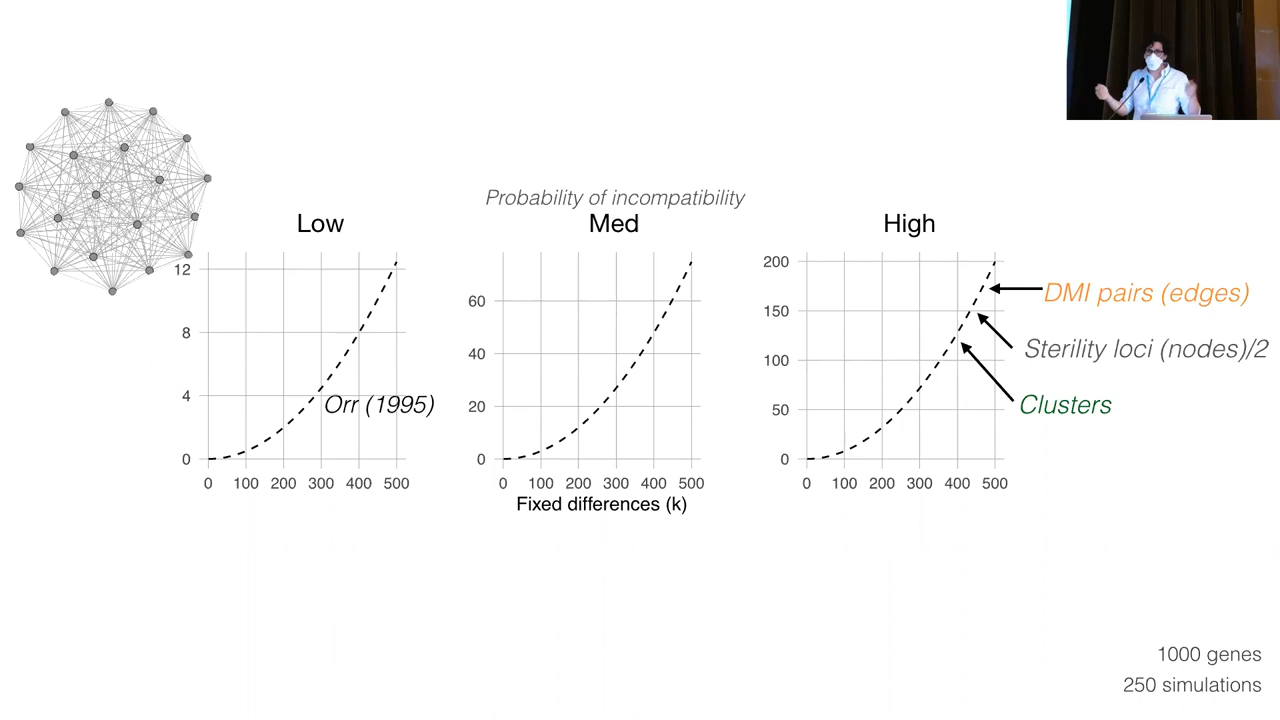 Probability of incompatibility
Low
Med
High
12
8
4
0
0 100 200 300 400 500
Orr (1995)
60
40
20
0
0 100 200 300 400 500
Fixed differences (k)
200
150
100
50
0
0 100 200 300 400 500
DMI pairs (edges)
Sterility loci (nodes)/2
Clusters
1000 genes
250 simulations